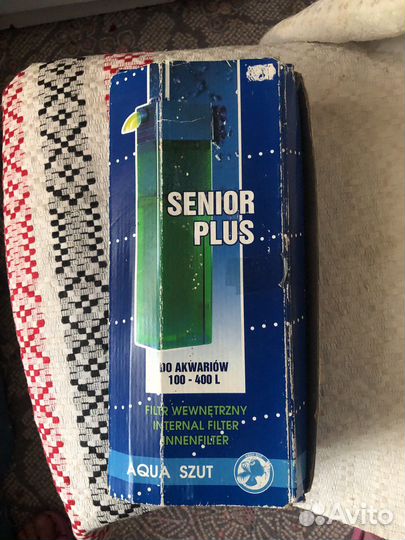 SENIOR
PLUS
DO AKWARIÓW
100 - 400 L
FILTR WEWNĘTRZNY
INTERNAL FILTER
INNENFILTER
AQUA SZUT
Avito